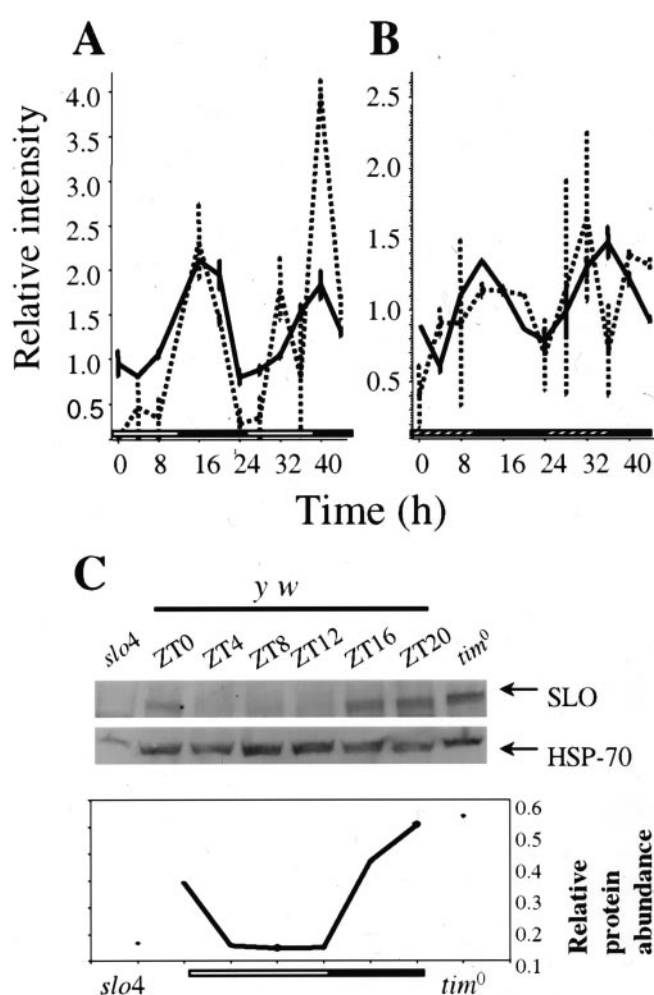 A
B
Relative intensity
4.0
3.5
3.0
2.5
2.0
1.5
1.0
0.5
2.5
2.0
1.5
1.0
0.5
0 8 16 24 32 40
0 8 16 24 32 40
Time (h)
C
y w
slo4 ZT0 ZT4 ZT8 ZT12 ZT16 ZT20 tim⁰
SLO
HSP-70
0.6
0.5
0.4
0.3
0.2
0.1
Relative protein abundance
slo4 tim⁰